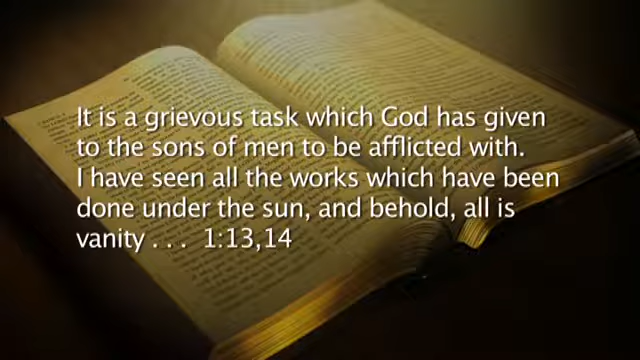 It is a grievous task which God has given
to the sons of men to be afflicted with.
I have seen all the works which have been
done under the sun, and behold, all is
vanity . . .  1:13,14